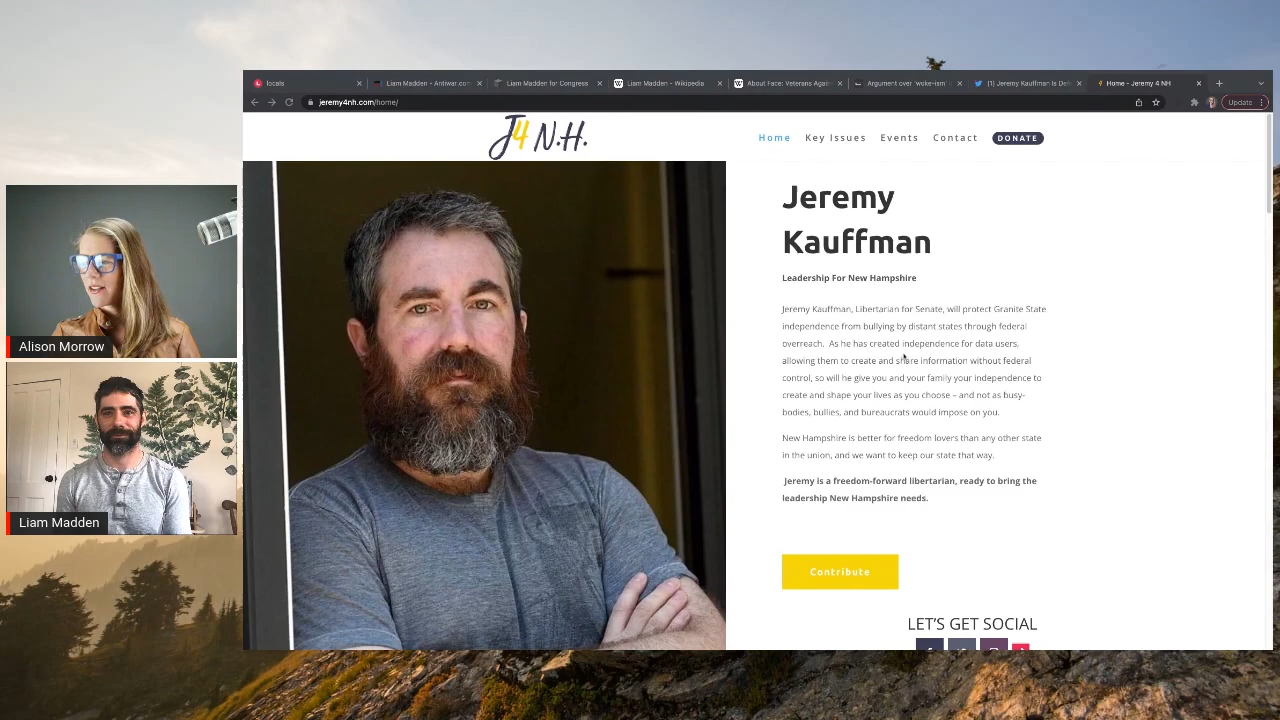 locals
Liam Madden - Antiwar.com
Liam Madden for Congress
Liam Madden - Wikipedia
About Face: Veterans Again
Argument over 'woke-ism'
(1) Jeremy Kauffman Is Def
Home - Jeremy 4 NH
jeremy4nh.com/home/
Update
J4 N.H.
Home
Key Issues
Events
Contact
DONATE
Jeremy
Kauffman
Leadership For New Hampshire
Jeremy Kauffman, Libertarian for Senate, will protect Granite State
independence from bullying by distant states through federal
overreach. As he has created independence for data users,
allowing them to create and share information without federal
control, so will he give you and your family your independence to
create and shape your lives as you choose – and not as busy-
bodies, bullies, and bureaucrats would impose on you.
New Hampshire is better for freedom lovers than any other state
in the union, and we want to keep our state that way.
Jeremy is a freedom-forward libertarian, ready to bring the
leadership New Hampshire needs.
Contribute
LET'S GET SOCIAL
Alison Morrow
Liam Madden